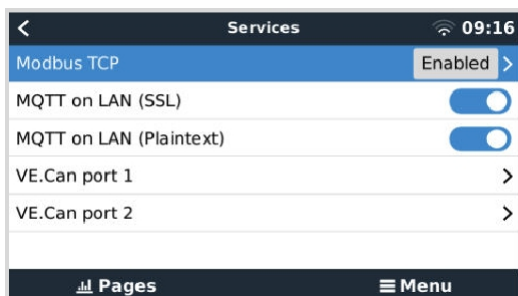 Services 09:16
Modbus TCP Enabled
MQTT on LAN (SSL)
MQTT on LAN (Plaintext)
VE.Can port 1
VE.Can port 2
Pages Menu